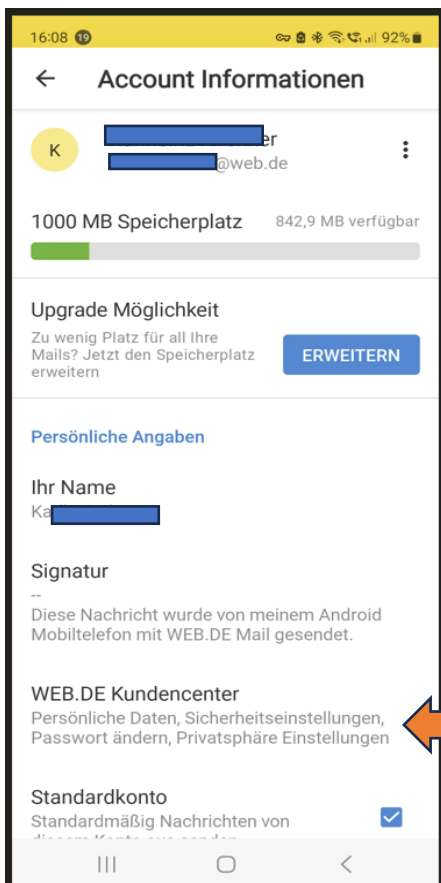 16:08 19 92%
Account Informationen
K
er
@web.de
1000 MB Speicherplatz 842,9 MB verfügbar
Upgrade Möglichkeit
Zu wenig Platz für all Ihre
Mails? Jetzt den Speicherplatz
erweitern
ERWEITERN
Persönliche Angaben
Ihr Name
Ka
Signatur
--
Diese Nachricht wurde von meinem Android
Mobiltelefon mit WEB.DE Mail gesendet.
WEB.DE Kundencenter
Persönliche Daten, Sicherheitseinstellungen,
Passwort ändern, Privatsphäre Einstellungen
Standardkonto
Standardmäßig Nachrichten von